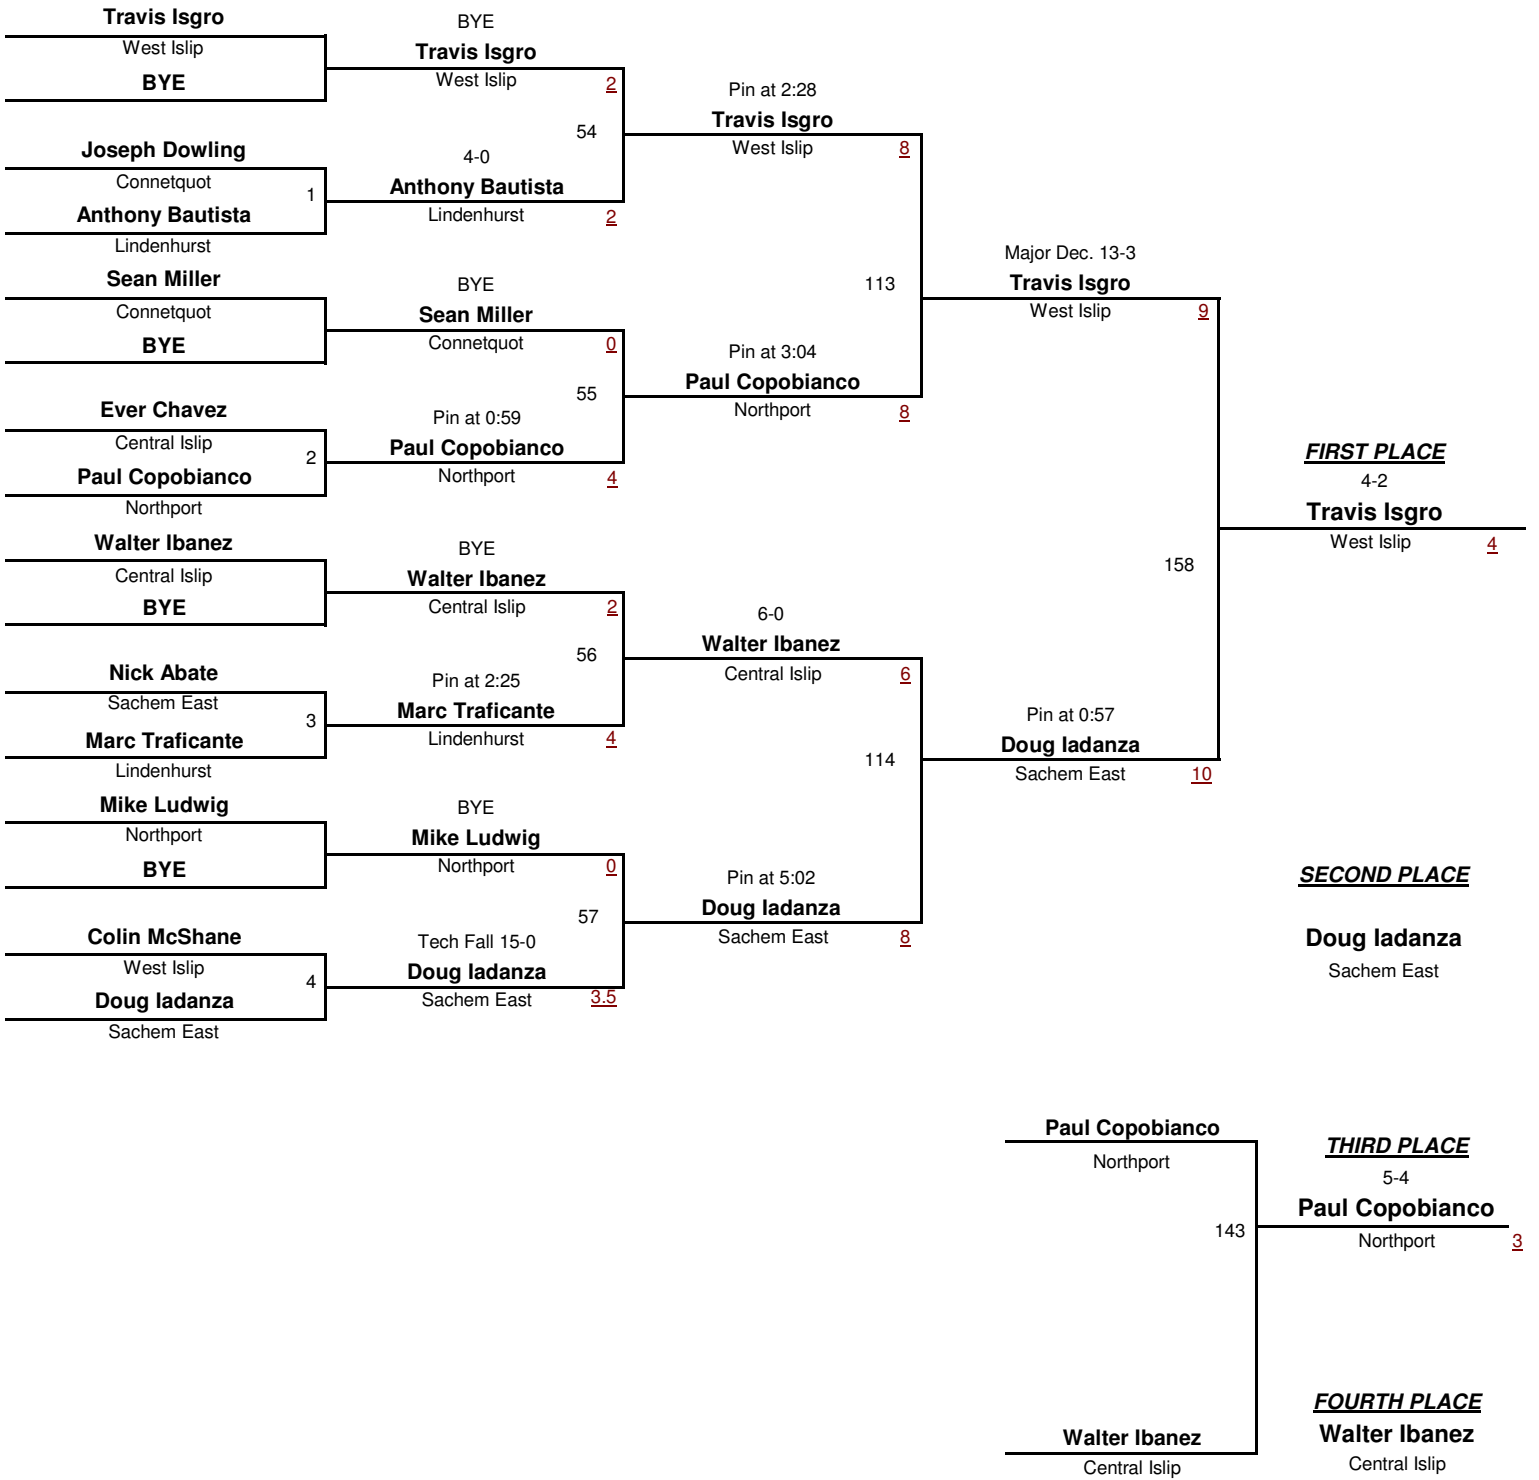 Travis Isgro
West Islip
BYE
Joseph Dowling
Connetquot
1
Anthony Bautista
Lindenhurst
Sean Miller
Connetquot
BYE
Ever Chavez
Central Islip
2
Paul Copobianco
Northport
Walter Ibanez
Central Islip
BYE
Nick Abate
Sachem East
3
Marc Traficante
Lindenhurst
Mike Ludwig
Northport
BYE
Colin McShane
West Islip
4
Doug Iadanza
Sachem East
BYE
Travis Isgro
West Islip
2
54
4-0
Anthony Bautista
Lindenhurst
2
BYE
Sean Miller
Connetquot
0
55
Pin at 0:59
Paul Copobianco
Northport
4
BYE
Walter Ibanez
Central Islip
2
56
Pin at 2:25
Marc Traficante
Lindenhurst
4
BYE
Mike Ludwig
Northport
0
57
Tech Fall 15-0
Doug Iadanza
Sachem East
3.5
Pin at 2:28
Travis Isgro
West Islip
8
113
Pin at 3:04
Paul Copobianco
Northport
8
6-0
Walter Ibanez
Central Islip
6
114
Pin at 5:02
Doug Iadanza
Sachem East
8
Major Dec. 13-3
Travis Isgro
West Islip
9
158
Pin at 0:57
Doug Iadanza
Sachem East
10
FIRST PLACE
4-2
Travis Isgro
West Islip
4
SECOND PLACE
Doug Iadanza
Sachem East
Paul Copobianco
Northport
143
Walter Ibanez
Central Islip
THIRD PLACE
5-4
Paul Copobianco
Northport
3
FOURTH PLACE
Walter Ibanez
Central Islip